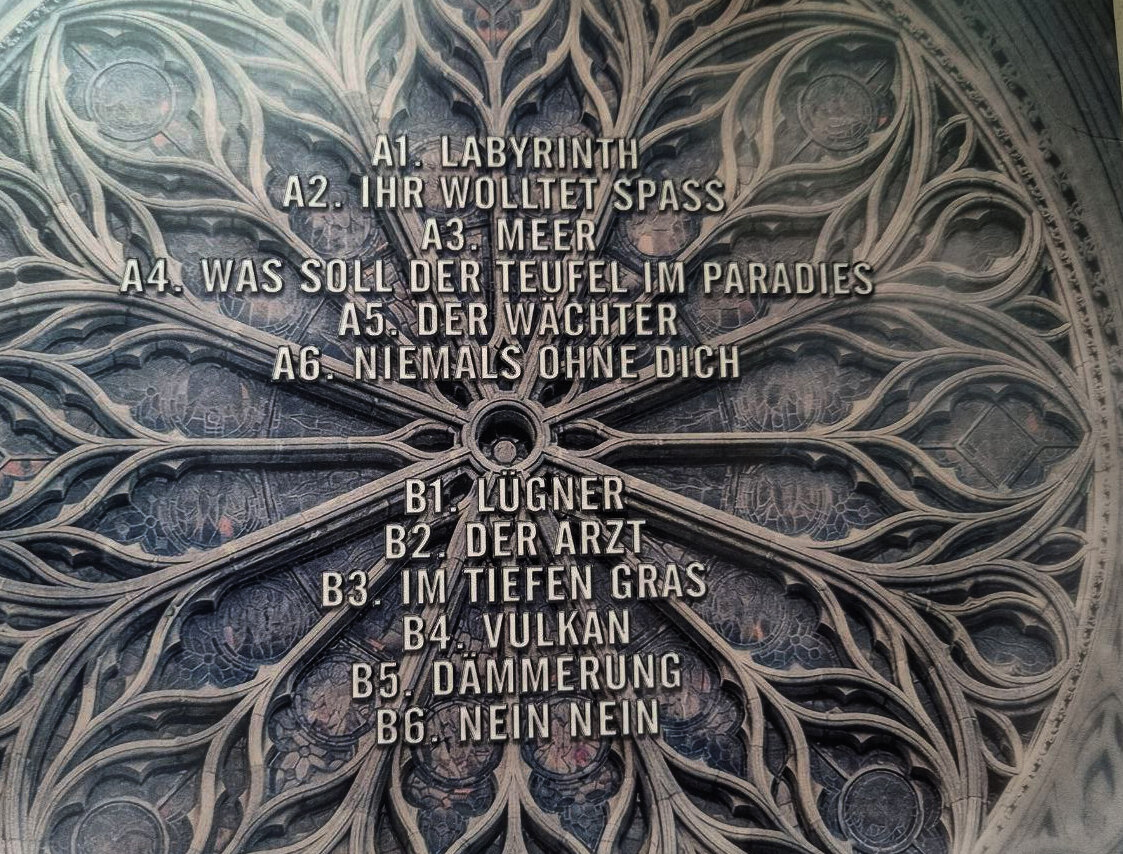 A1. LABYRINTH
A2. IHR WOLLTET SPASS
A3. MEER
A4. WAS SOLL DER TEUFEL IM PARADIES
A5. DER WÄCHTER
A6. NIEMALS OHNE DICH
B1. LÜGNER
B2. DER ARZT
B3. IM TIEFEN GRAS
B4. VULKAN
B5. DÄMMERUNG
B6. NEIN NEIN